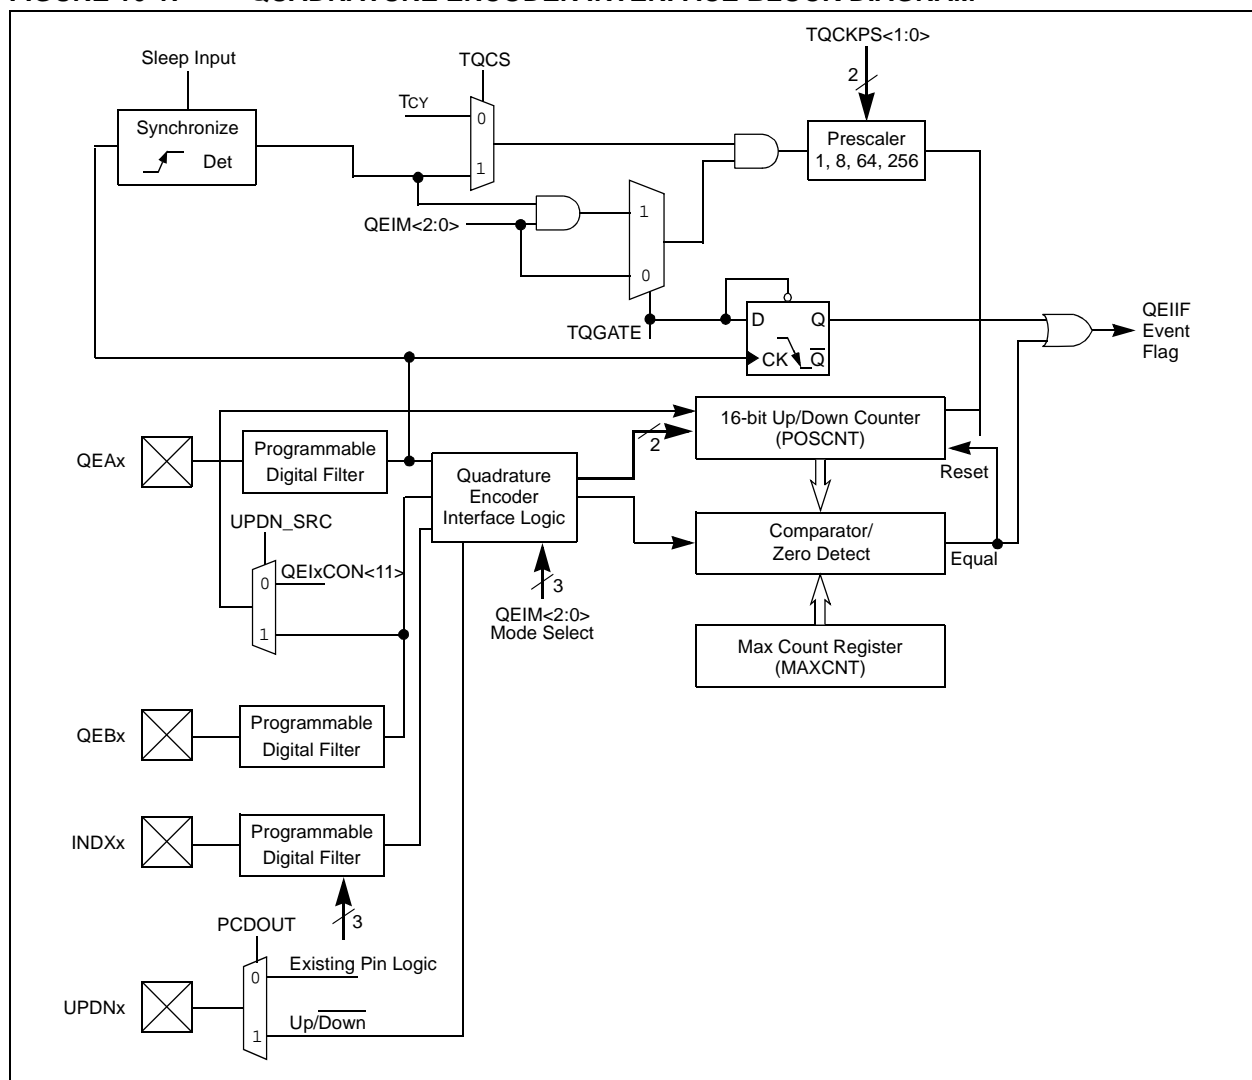 TQCKPS<1:0>
Sleep Input
TQCS
2
TCY
0
Synchronize
Det
Prescaler
1, 8, 64, 256
1
QEIM<2:0>
1
0
D Q
TQGATE
CK Q
QEIIF
Event
Flag
16-bit Up/Down Counter
(POSCNT)
2
QEAx
Programmable
Digital Filter
Quadrature
Encoder
Interface Logic
Reset
UPDN_SRC
Comparator/
Zero Detect
Equal
0
QEIxCON<11>
3
QEIM<2:0>
Mode Select
1
Max Count Register
(MAXCNT)
QEBx
Programmable
Digital Filter
INDXx
Programmable
Digital Filter
3
PCDOUT
0
Existing Pin Logic
UPDNx
1
Up/Down